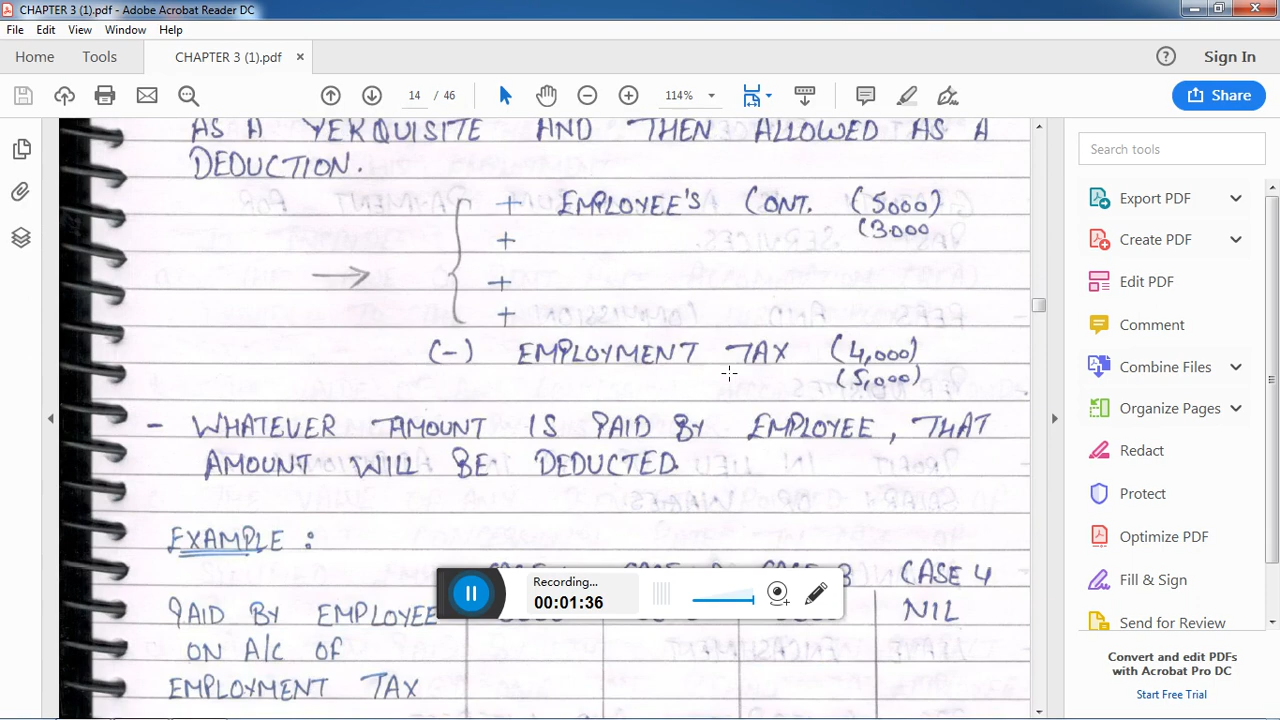 CHAPTER 3 (1).pdf - Adobe Acrobat Reader DC
File Edit View Window Help
Home Tools CHAPTER 3 (1).pdf × Sign In
14 / 46 114% Share
AS A PERQUISITE AND THEN ALLOWED AS A
DEDUCTION.
+ EMPLOYEE'S CONT. (5000)
(3000
+
→
+
+
(-) EMPLOYMENT TAX (4,000)
(5,000)
- WHATEVER AMOUNT IS PAID BY EMPLOYEE, THAT
AMOUNT WILL BE DEDUCTED.
EXAMPLE :
CASE 4
PAID BY EMPLOYEE NIL
ON A/C OF
EMPLOYMENT TAX
Recording...
00:01:36
Search tools
Export PDF
Create PDF
Edit PDF
Comment
Combine Files
Organize Pages
Redact
Protect
Optimize PDF
Fill & Sign
Send for Review
Convert and edit PDFs
with Acrobat Pro DC
Start Free Trial